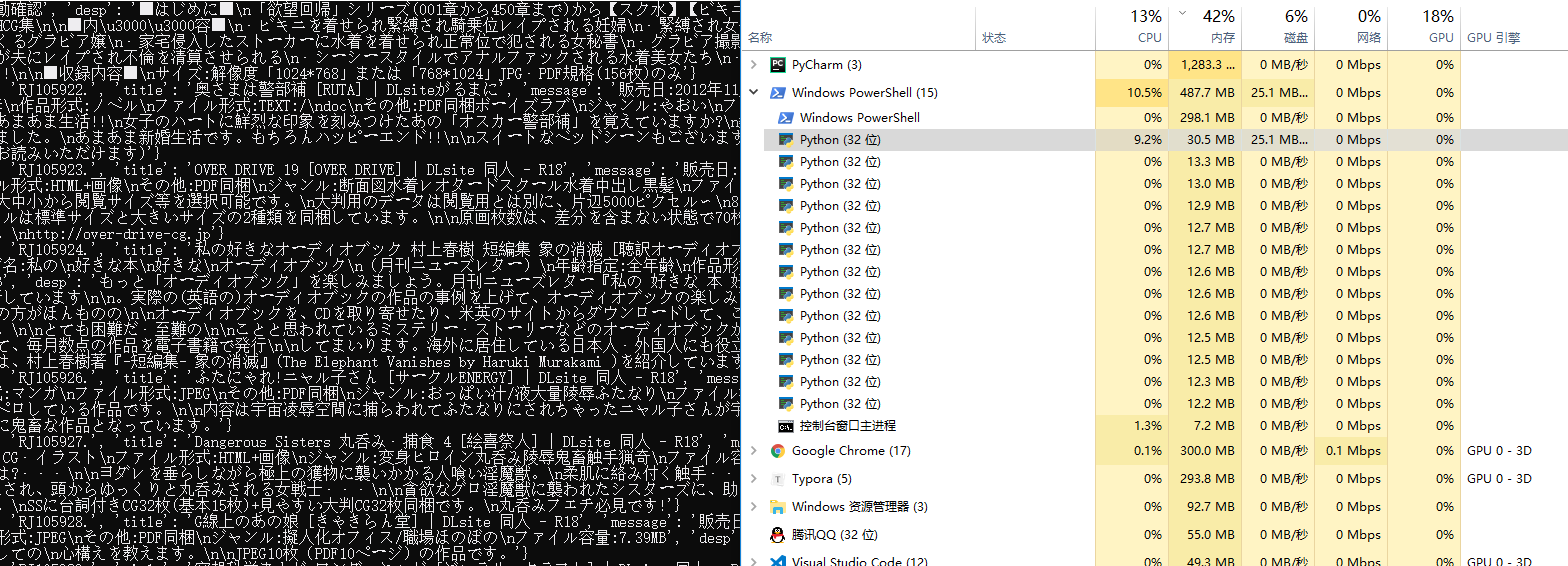 動確認', 'desp': '■はじめに■\n「欲望回帰」シリーズ(001章から450章まで)から【スク水】【ビキニ
HCG集\n\n■内\u3000\u3000容■\n・ビキニを着せられ緊縛され騎乗位レイプされる妊婦・緊縛され女
くるグラビア嬢\n・家宅侵入したストーカーに水着を着せられ正常位で犯される女秘書\n・グラビア撮影
が夫にレイプされ不倫を清算させられる\n・シーシースタイルでアナルファックされる水着美女たち\n・
!!\n\n■収録内容■\nサイズ:解像度「1024*768」または「768*1024」JPG・PDF規格(156枚)のみ'}
'RJ105922.', 'title': '奥さまは警部補 [RUTA] | DLsiteがるまに', 'message': '販売日:2012年11
夫\n作品形式:ノベル\nファイル形式:TEXT:/\ndoc\nその他:PDF同梱ボーイズラブ\nジャンル:やおい\nフ
あまあま生活!!\n女子のハートに鮮烈な印象を刻みつけたあの「オスカー警部補」を覚えていますか?\n
ました。\nあまあま新婚生活です。もちろんハッピーエンド!!\n\nスイートなベッドシーンもございます
お読みいただけます)'}
'RJ105923.', 'title': 'OVER DRIVE 19 [OVER DRIVE] | DLsite 同人 - R18', 'message': '販売日:
ル形式:HTML+画像\nその他:PDF同梱\nジャンル:断面図水着レオタードスクール水着中出し黒髪\nファイ
大中小から閲覧サイズ等を選択可能です。\n大判用のデータは閲覧用とは別に、片辺5000ピクセル～\n8
ルは標準サイズと大きいサイズの2種類を同梱しています。\n\n原画枚数は、差分を含まない状態で70枚
。\nhttp://over-drive-cg.jp'}
'RJ105924.', 'title': '私の好きなオーディオブック 村上春樹 短編集 象の消滅 [聴訳オーディオブ
ブ名:私の\n好きな本\n好きな\nオーディオブック\n（月刊ニューズレター）\n年齢指定:全年齢\n作品形
8', 'desp': 'もっと「オーディオブック」を楽しみましょう。月刊ニューズレター『私の 好きな 本 好
しています\n\n。実際の(英語の)オーディオブックの作品の事例を上げて、オーディオブックの楽しみ
の方がほんものの\n\nオーディオブックを、CDを取り寄せたり、米英のサイトからダウンロードして、こ
。\n\nとても困難だ・至難の\n\nことと思われているミステリー・ストーリーなどのオーディオブックが
て、毎月数点の作品を電子書籍で発行\n\nしてまいります。海外に居住している日本人・外国人にも役立
は、村上春樹著『-短編集- 象の消滅』(The Elephant Vanishes by Haruki Murakami )を紹介しています
'RJ105926.', 'title': 'ふたにゃれ!ニャル子さん [サークルENERGY] | DLsite 同人 - R18', 'mess
式:マンガ\nファイル形式:JPEG\nその他:PDF同梱\nジャンル:おっぱい汁/液大量陵辱ふたなり\nファイル
ペロしている作品です。\n\n内容は宇宙凌辱空間に捕らわれてふたなりにされちゃったニャル子さんが宇
に鬼畜な作品となっています。'}
'RJ105927.', 'title': 'Dangerous Sisters 丸呑み・捕食 4 [絵喜祭人] | DLsite 同人 - R18', 'm
CG・イラスト\nファイル形式:HTML+画像\nジャンル:変身ヒロイン丸呑み陵辱鬼畜触手猟奇\nファイル容
は?・・・\n\nヨダレを垂らしながら極上の獲物に襲いかかる人喰い淫魔獣。\n柔肌に絡み付く触手・・
され、頭からゆっくりと丸呑みされる女戦士・・・\n\n貪欲なグロ淫魔獣に襲われたシスターズに、助
\nSSに台詞付きCG32枚(基本15枚)+見やすい大判CG32枚同梱です。\n丸呑みフェチ必見です!'}
'RJ105928.', 'title': 'G線上のあの娘 [きゃきらん堂] | DLsite 同人 - R18', 'message': '販売日
形式:JPEG\nその他:PDF同梱\nジャンル:擬人化オフィス/職場ほのぼの\nファイル容量:7.39MB', 'desp'
しての\n心構えを教えます。\n\nJPEG10枚（PDF10ページ）の作品です。'}
13% 42% 6% 0% 18%
名称 状态 CPU 内存 磁盘 网络 GPU GPU 引擎
PyCharm (3) 0% 1,283.3 ... 0 MB/秒 0 Mbps 0%
Windows PowerShell (15) 10.5% 487.7 MB 25.1 MB... 0 Mbps 0%
Windows PowerShell 0% 298.1 MB 0 MB/秒 0 Mbps 0%
Python (32 位) 9.2% 30.5 MB 25.1 MB... 0 Mbps 0%
Python (32 位) 0% 13.3 MB 0 MB/秒 0 Mbps 0%
Python (32 位) 0% 13.0 MB 0 MB/秒 0 Mbps 0%
Python (32 位) 0% 12.9 MB 0 MB/秒 0 Mbps 0%
Python (32 位) 0% 12.7 MB 0 MB/秒 0 Mbps 0%
Python (32 位) 0% 12.7 MB 0 MB/秒 0 Mbps 0%
Python (32 位) 0% 12.6 MB 0 MB/秒 0 Mbps 0%
Python (32 位) 0% 12.6 MB 0 MB/秒 0 Mbps 0%
Python (32 位) 0% 12.6 MB 0 MB/秒 0 Mbps 0%
Python (32 位) 0% 12.5 MB 0 MB/秒 0 Mbps 0%
Python (32 位) 0% 12.5 MB 0 MB/秒 0 Mbps 0%
Python (32 位) 0% 12.3 MB 0 MB/秒 0 Mbps 0%
Python (32 位) 0% 12.2 MB 0 MB/秒 0 Mbps 0%
控制台窗口主进程 1.3% 7.2 MB 0 MB/秒 0 Mbps 0%
Google Chrome (17) 0.1% 300.0 MB 0 MB/秒 0.1 Mbps 0% GPU 0 - 3D
Typora (5) 0% 293.8 MB 0 MB/秒 0 Mbps 0% GPU 0 - 3D
Windows 资源管理器 (3) 0% 92.7 MB 0 MB/秒 0 Mbps 0%
腾讯QQ (32 位) 0% 55.0 MB 0 MB/秒 0 Mbps 0%
Visual Studio Code (12) 0% 49.3 MB 0 MB/秒 0 Mbps 0% GPU 0 - 3D